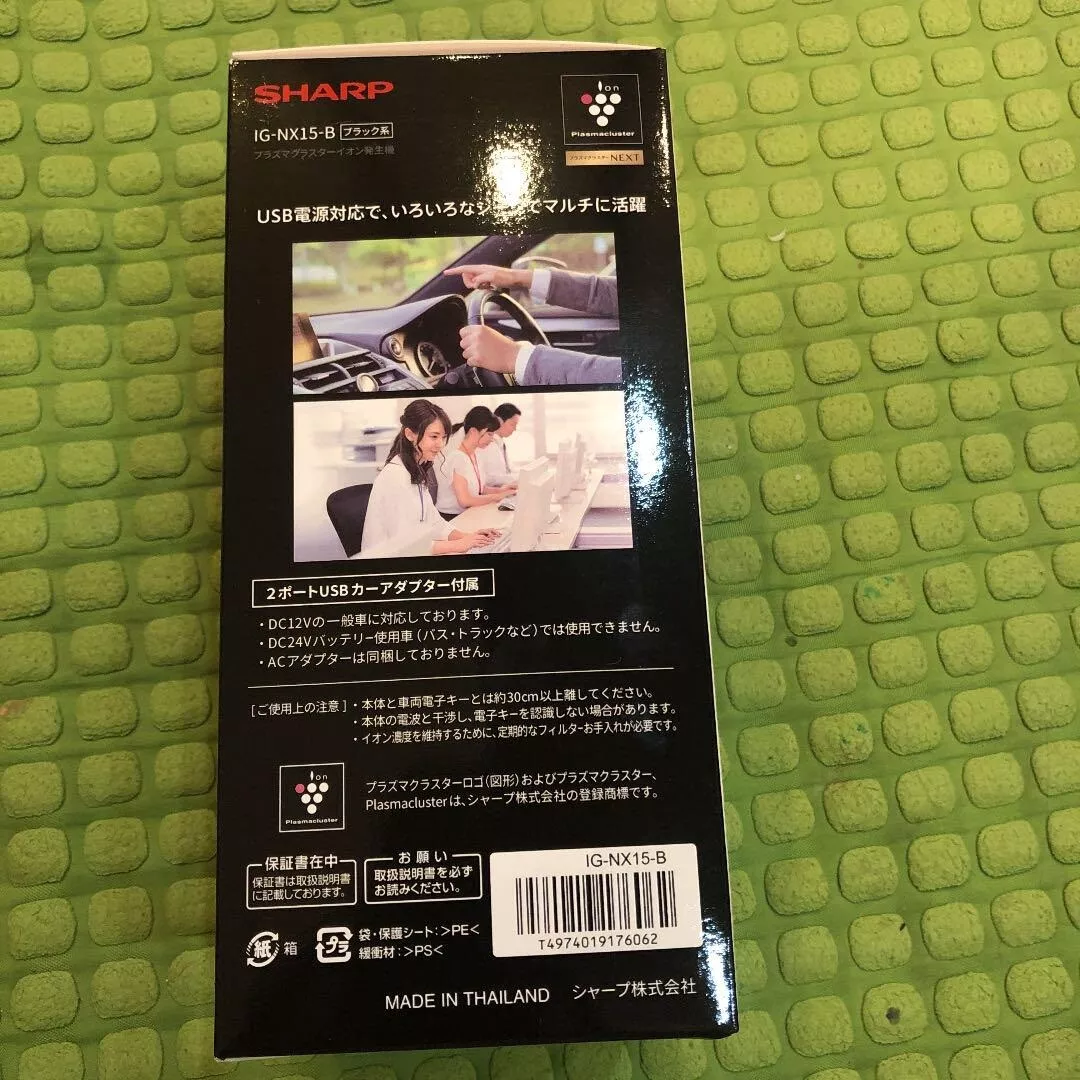 SHARP
IG-NX15-B ブラック系
プラズマクラスターイオン発生機
ion
Plasmacluster
プラズマクラスター NEXT
USB電源対応で、いろいろな でマルチに活躍
2ポートUSBカーアダプター付属
・DC12Vの一般車に対応しております。
・DC24Vバッテリー使用車(バス・トラックなど)では使用できません。
・ACアダプターは同梱しておりません。
[ご使用上の注意]・本体と車両電子キーとは約30cm以上離してください。
・本体の電波と干渉し、電子キーを認識しない場合があります。
・イオン濃度を維持するために、定期的なフィルターお手入れが必要です。
ion
Plasmacluster
プラズマクラスターロゴ(図形)およびプラズマクラスター、
Plasmaclusterは、シャープ株式会社の登録商標です。
保証書在中
保証書は取扱説明書
に記載しております。
お願い
取扱説明書を必ず
お読みください。
IG-NX15-B
T4974019176062
紙 箱
プラ 袋・保護シート:>PE<
緩衝材:>PS<
MADE IN THAILAND シャープ株式会社